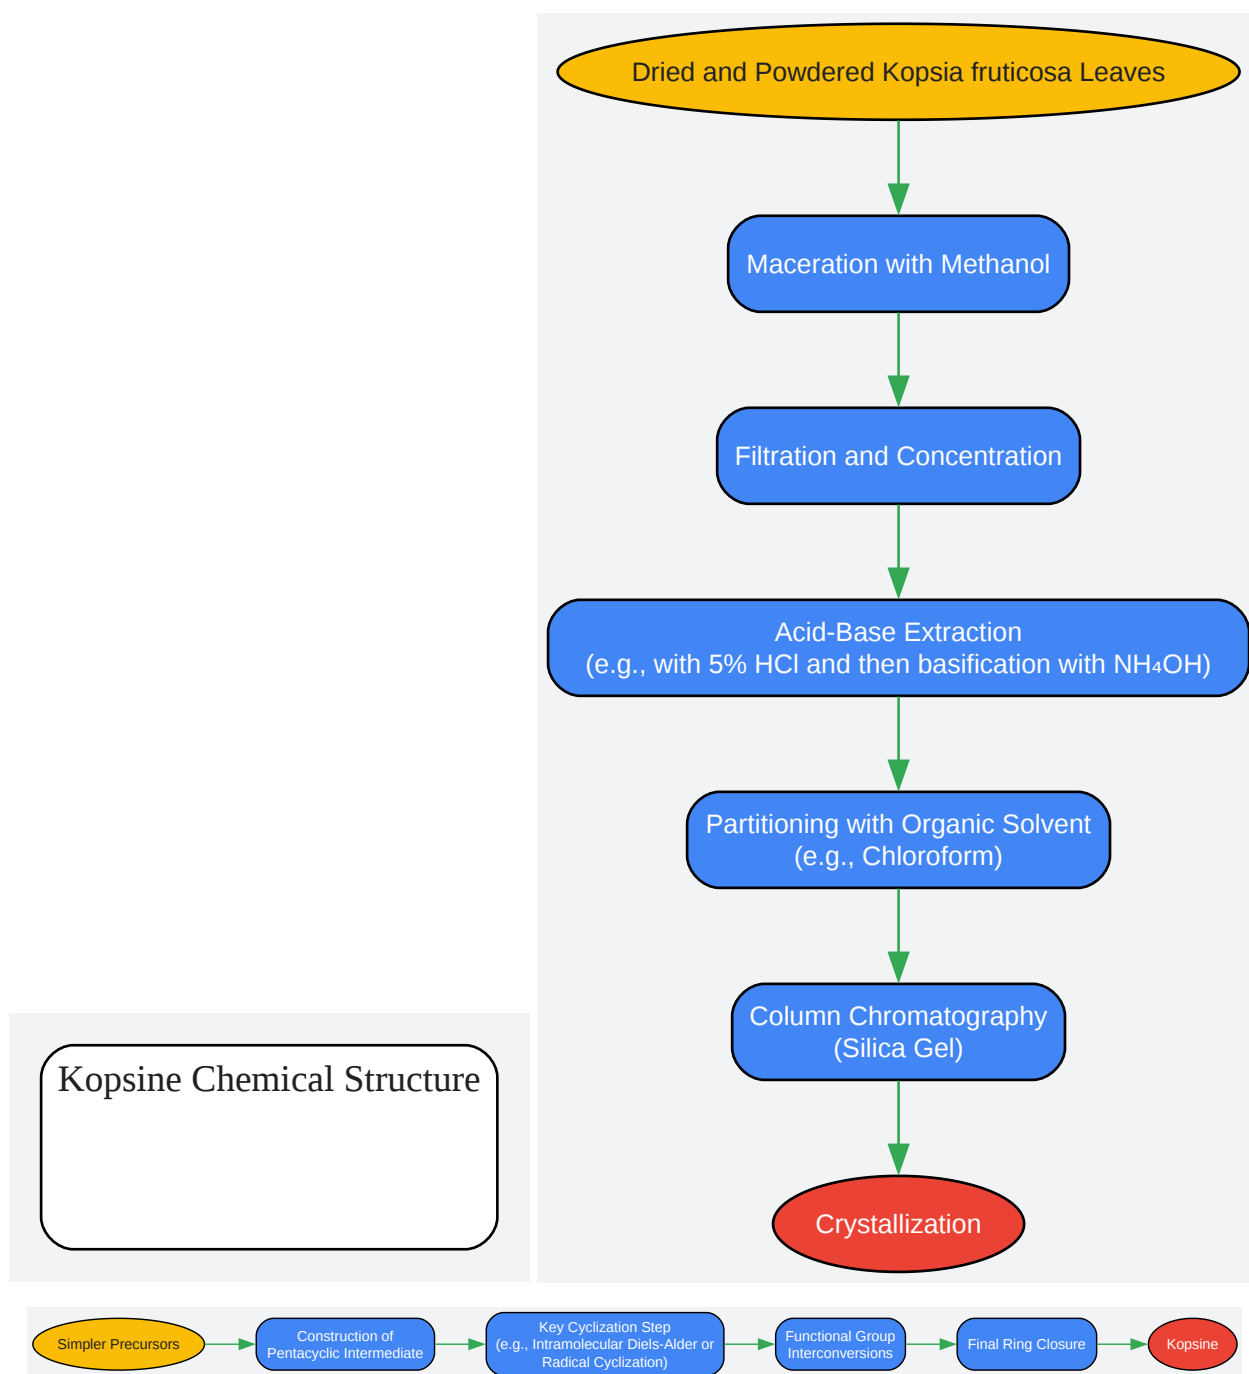 Dried and Powdered Kopsia fruticosa Leaves
Maceration with Methanol
Filtration and Concentration
Acid-Base Extraction
(e.g., with 5% HCl and then basification with NH₄OH)
Partitioning with Organic Solvent
(e.g., Chloroform)
Column Chromatography
(Silica Gel)
Crystallization
Kopsine Chemical Structure
Simpler Precursors
Construction of
Pentacyclic Intermediate
Key Cyclization Step
(e.g., Intramolecular Diels-Alder or
Radical Cyclization)
Functional Group
Interconversions
Final Ring Closure
Kopsine